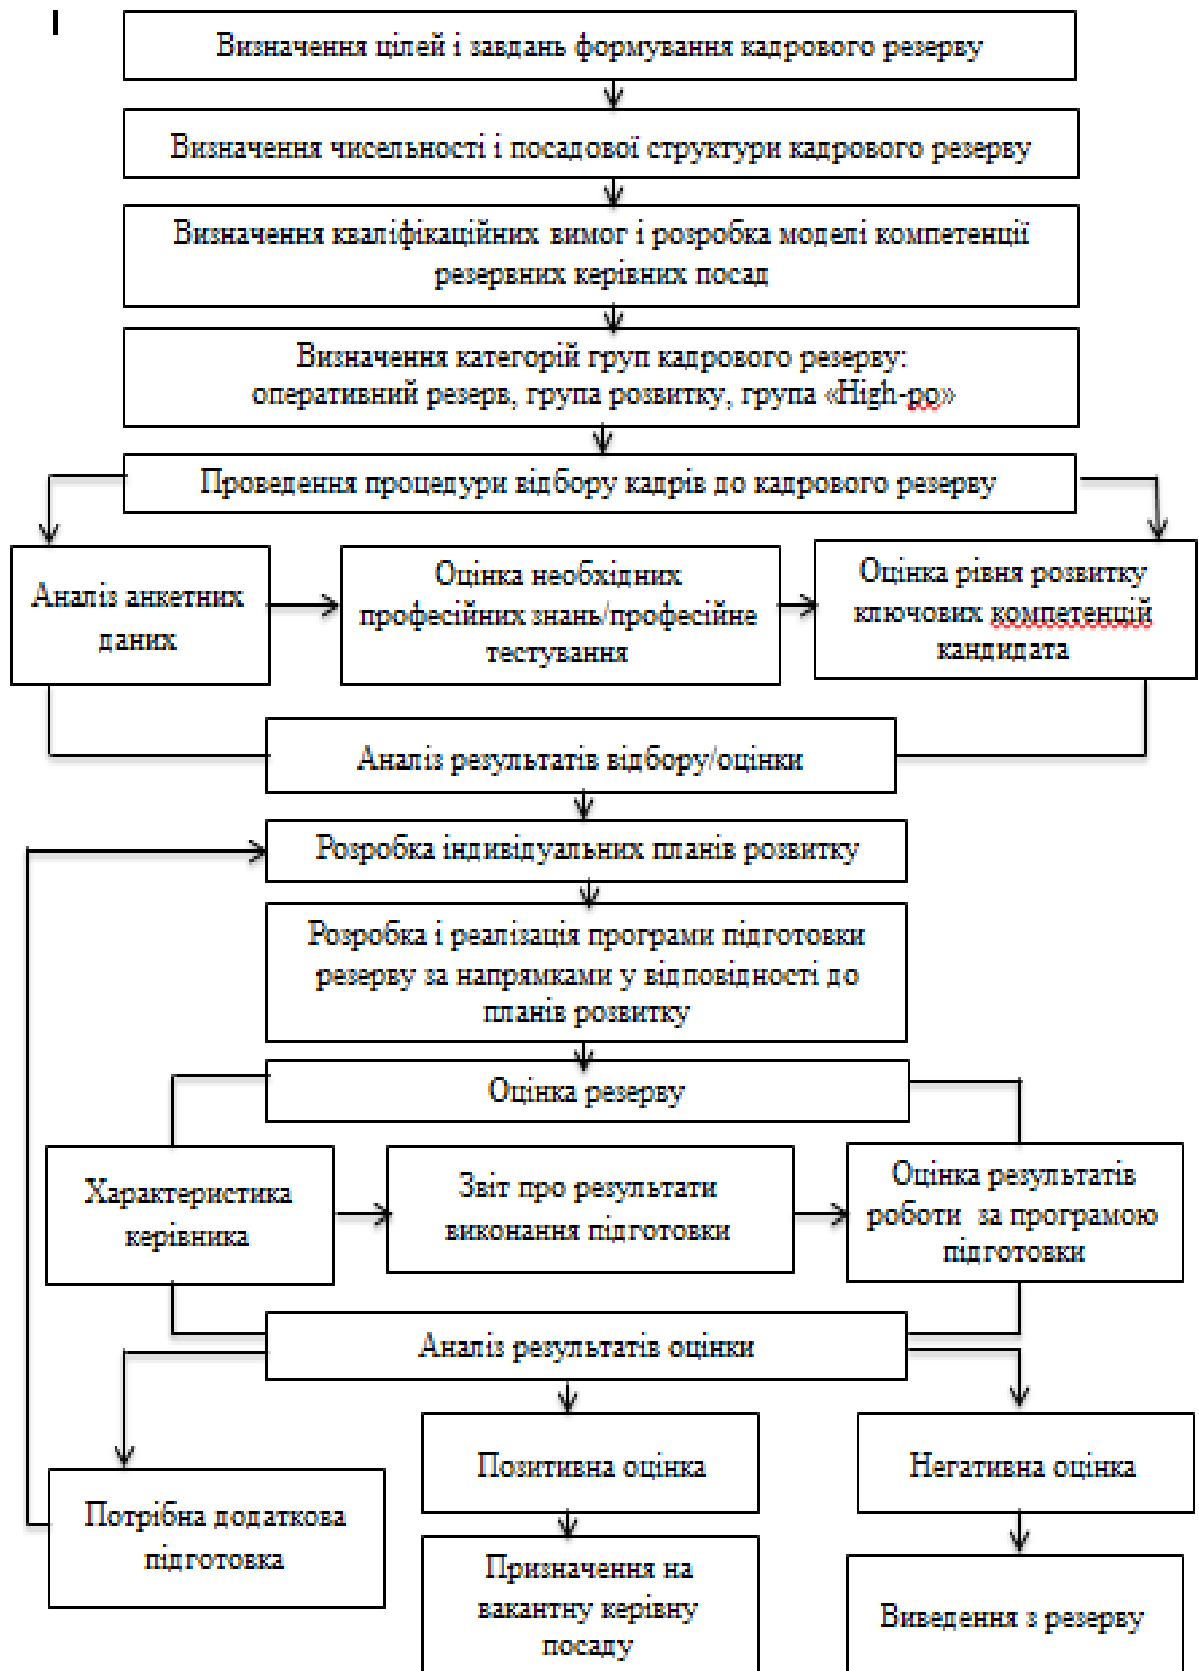 Визначення цілей і завдань формування кадрового резерву
Визначення чисельності і посадової структури кадрового резерву
Визначення кваліфікаційних вимог і розробка моделі компетенції
резервних керівних посад
Визначення категорій груп кадрового резерву:
оперативний резерв, група розвитку, група «High-po»
Проведення процедури відбору кадрів до кадрового резерву
Аналіз анкетних
даних
Оцінка необхідних
професійних знань/професійне
тестування
Оцінка рівня розвитку
ключових компетенцій
кандидата
Аналіз результатів відбору/оцінки
Розробка індивідуальних планів розвитку
Розробка і реалізація програми підготовки
резерву за напрямками у відповідності до
планів розвитку
Оцінка резерву
Характеристика
керівника
Звіт про результати
виконання підготовки
Оцінка результатів
роботи за програмою
підготовки
Аналіз результатів оцінки
Потрібна додаткова
підготовка
Позитивна оцінка
Негативна оцінка
Призначення на
вакантну керівну
посаду
Виведення з резерву